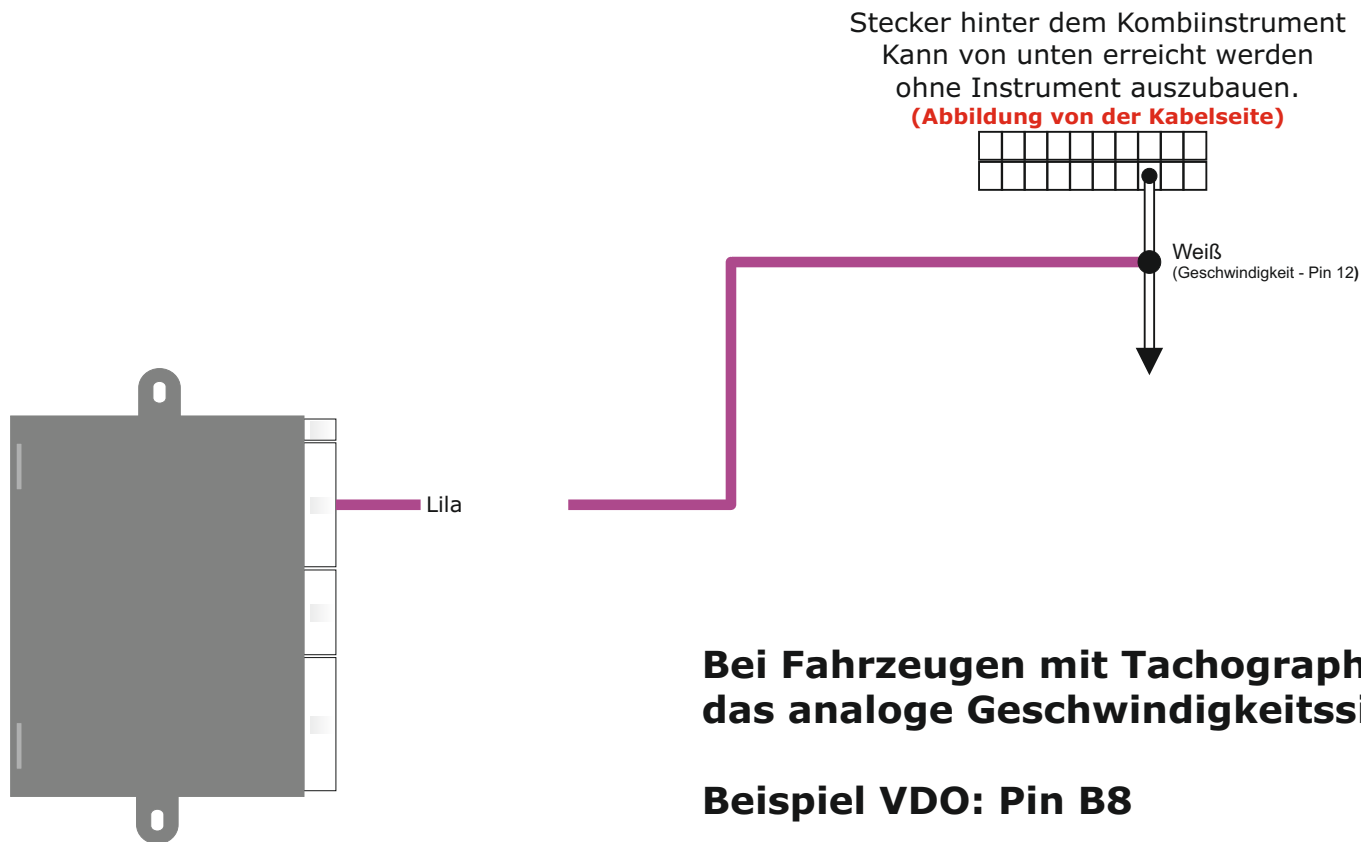 Stecker hinter dem Kombiinstrument
Kann von unten erreicht werden
ohne Instrument auszubauen.
(Abbildung von der Kabelseite)
Weiß
(Geschwindigkeit - Pin 12)
Lila
Bei Fahrzeugen mit Tachograph
das analoge Geschwindigkeitssi
Beispiel VDO: Pin B8